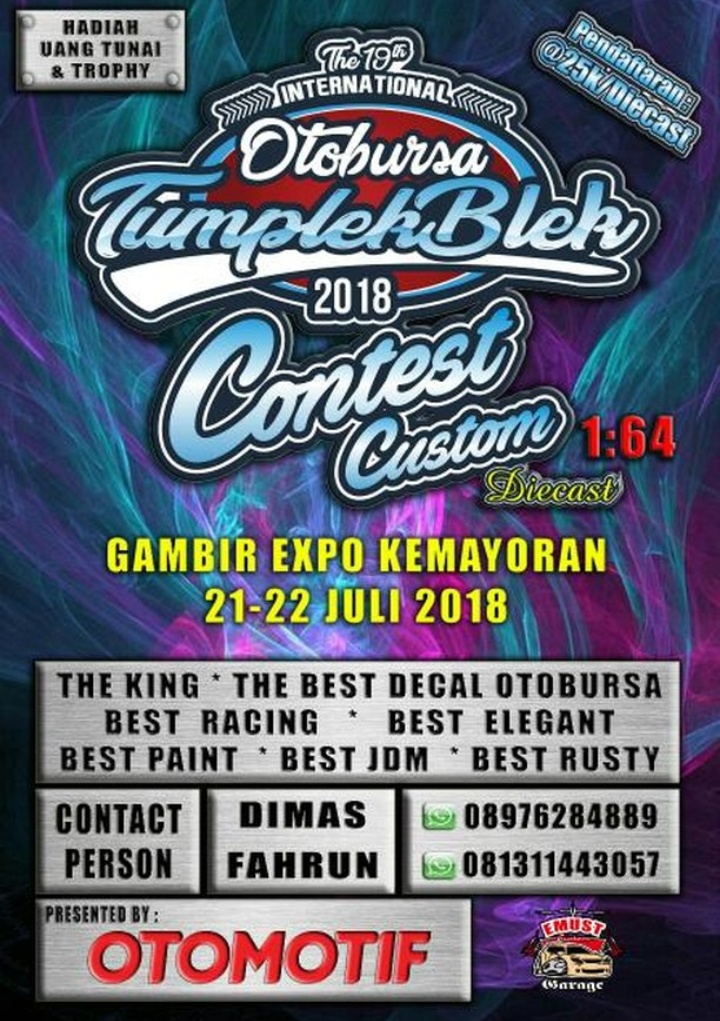 HADIAH
UANG TUNAI
& TROPHY
Pendaftaran :
@25K/Diecast
The 19th
INTERNATIONAL
Otobursa
TumplekBlek
2018
Contest
Custom
1:64
Diecast
GAMBIR EXPO KEMAYORAN
21-22 JULI 2018
THE KING * THE BEST DECAL OTOBURSA
BEST RACING * BEST ELEGANT
BEST PAINT * BEST JDM * BEST RUSTY
CONTACT
PERSON
DIMAS
FAHRUN
08976284889
081311443057
PRESENTED BY :
OTOMOTIF
EMUST
Garage